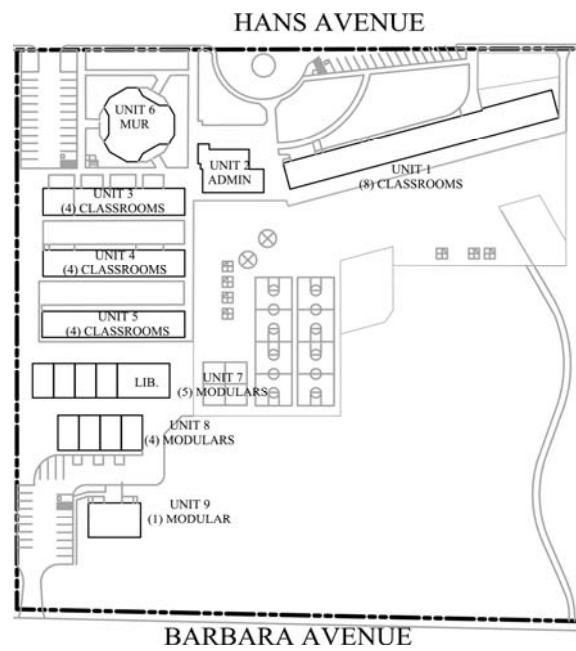 HANS AVENUE
UNIT 6
MUR
UNIT 2
ADMIN
UNIT 1
(8) CLASSROOMS
UNIT 3
(4) CLASSROOMS
UNIT 4
(4) CLASSROOMS
UNIT 5
(4) CLASSROOMS
LIB.
UNIT 7
(5) MODULARS
UNIT 8
(4) MODULARS
UNIT 9
(1) MODULAR
BARBARA AVENUE